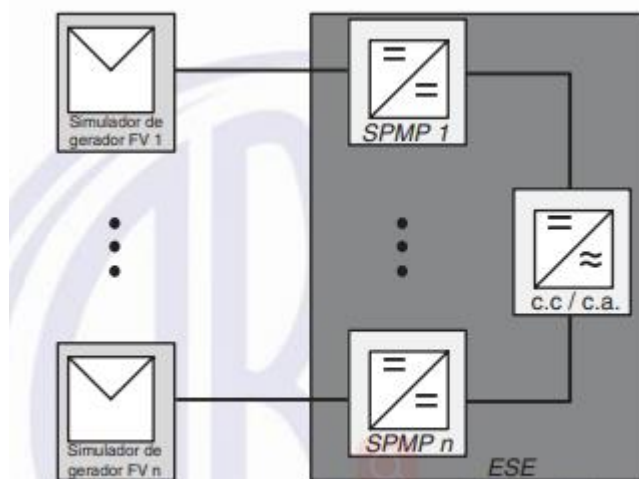 Simulador de
gerador FV 1
SPMP 1
c.c / c.a.
Simulador de
gerador FV n
SPMP n
ESE